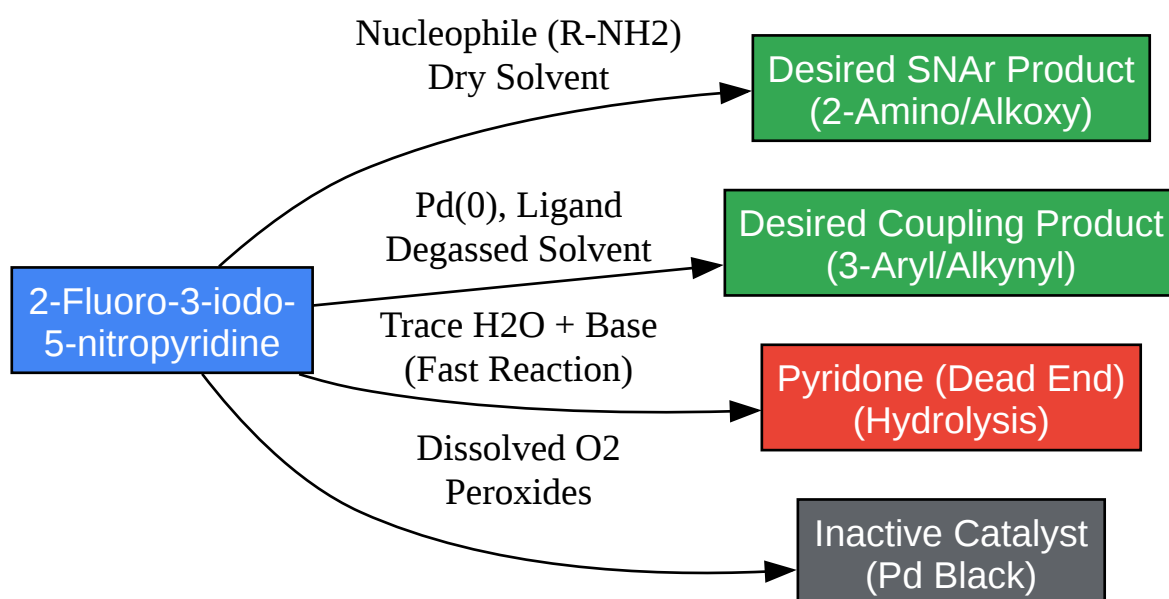 Nucleophile (R-NH2)
Dry Solvent
Desired SNAr Product
(2-Amino/Alkoxy)
Pd(0), Ligand
Degassed Solvent
Desired Coupling Product
(3-Aryl/Alkynyl)
2-Fluoro-3-iodo-
5-nitropyridine
Trace H2O + Base
(Fast Reaction)
Pyridone (Dead End)
(Hydrolysis)
Dissolved O2
Peroxides
Inactive Catalyst
(Pd Black)